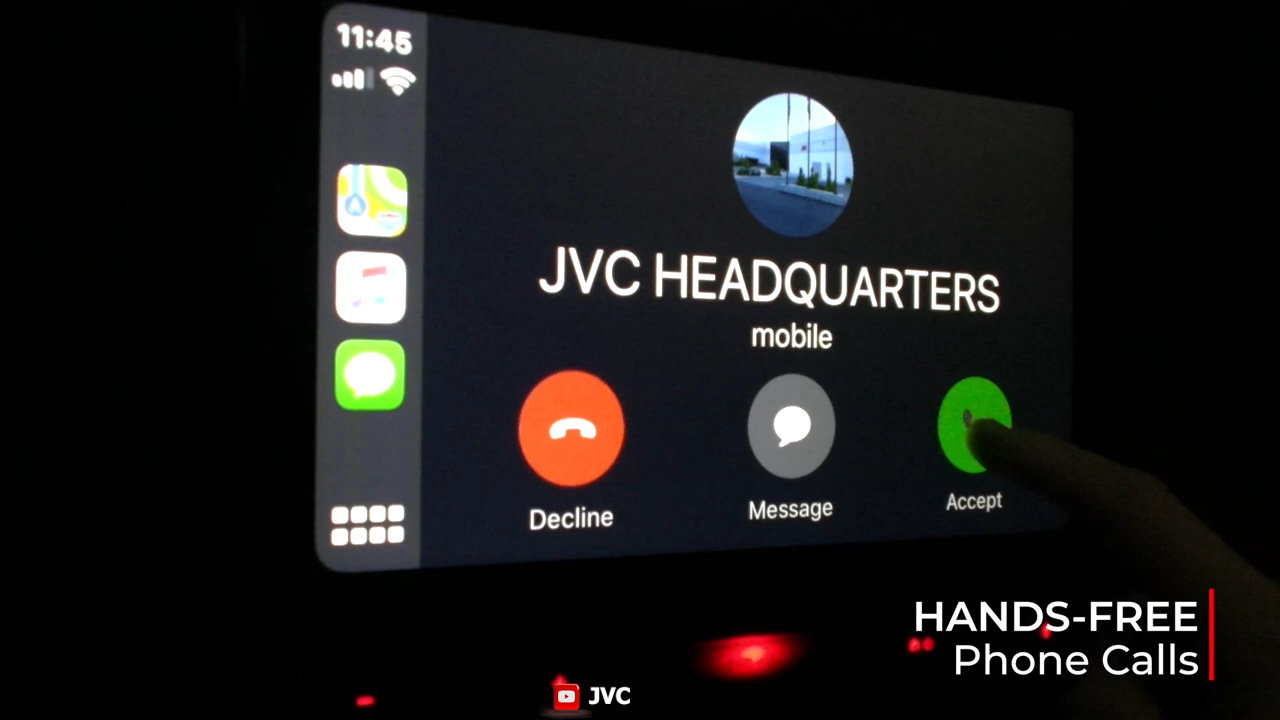 11:45
JVC HEADQUARTERS
mobile
Decline
Message
Accept
HANDS-FREE
Phone Calls
JVC